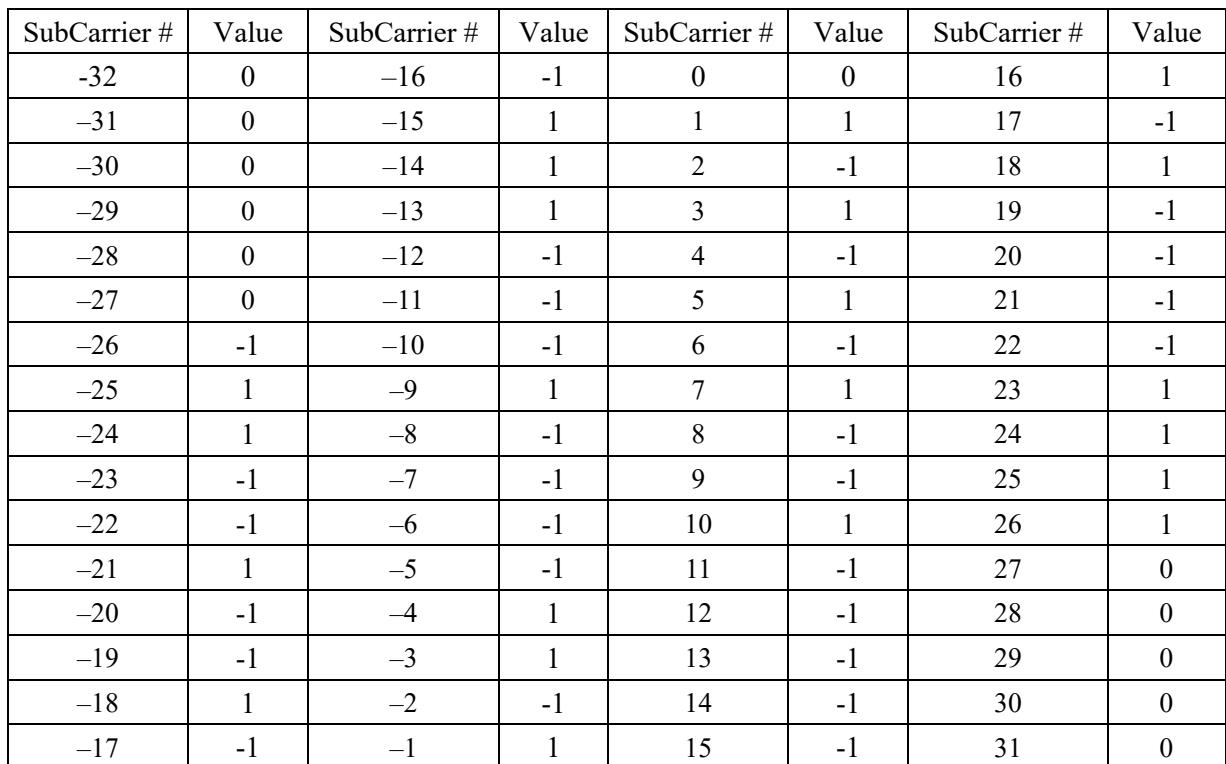 SubCarrier # Value SubCarrier # Value SubCarrier # Value SubCarrier # Value
-32 0 –16 -1 0 0 16 1
–31 0 –15 1 1 1 17 -1
–30 0 –14 1 2 -1 18 1
–29 0 –13 1 3 1 19 -1
–28 0 –12 -1 4 -1 20 -1
–27 0 –11 -1 5 1 21 -1
–26 -1 –10 -1 6 -1 22 -1
–25 1 –9 1 7 1 23 1
–24 1 –8 -1 8 -1 24 1
–23 -1 –7 -1 9 -1 25 1
–22 -1 –6 -1 10 1 26 1
–21 1 –5 -1 11 -1 27 0
–20 -1 –4 1 12 -1 28 0
–19 -1 –3 1 13 -1 29 0
–18 1 –2 -1 14 -1 30 0
–17 -1 –1 1 15 -1 31 0